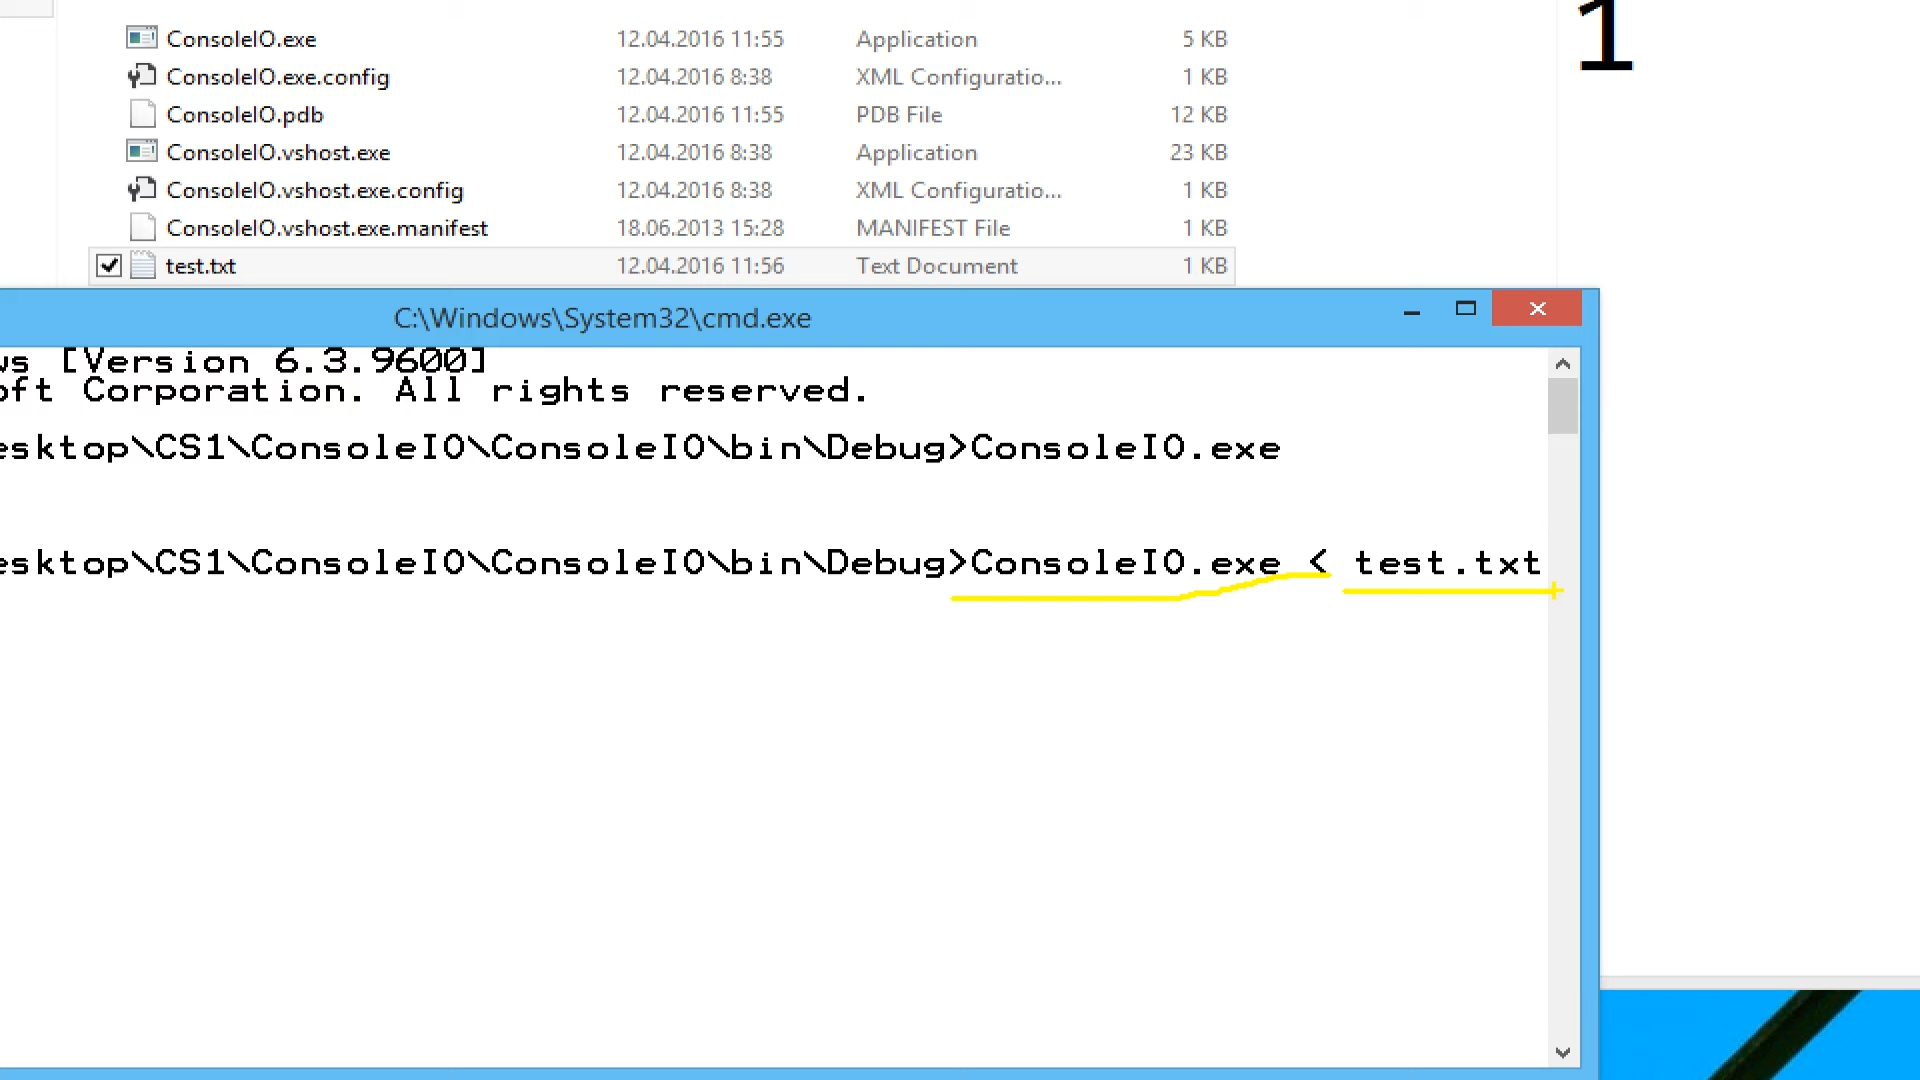 1
ConsoleIO.exe 12.04.2016 11:55 Application 5 KB
ConsoleIO.exe.config 12.04.2016 8:38 XML Configuratio... 1 KB
ConsoleIO.pdb 12.04.2016 11:55 PDB File 12 KB
ConsoleIO.vshost.exe 12.04.2016 8:38 Application 23 KB
ConsoleIO.vshost.exe.config 12.04.2016 8:38 XML Configuratio... 1 KB
ConsoleIO.vshost.exe.manifest 18.06.2013 15:28 MANIFEST File 1 KB
test.txt 12.04.2016 11:56 Text Document 1 KB
C:\Windows\System32\cmd.exe
ws [Version 6.3.9600]
oft Corporation. All rights reserved.
esktop\CS1\ConsoleIO\ConsoleIO\bin\Debug>ConsoleIO.exe
esktop\CS1\ConsoleIO\ConsoleIO\bin\Debug>ConsoleIO.exe < test.txt